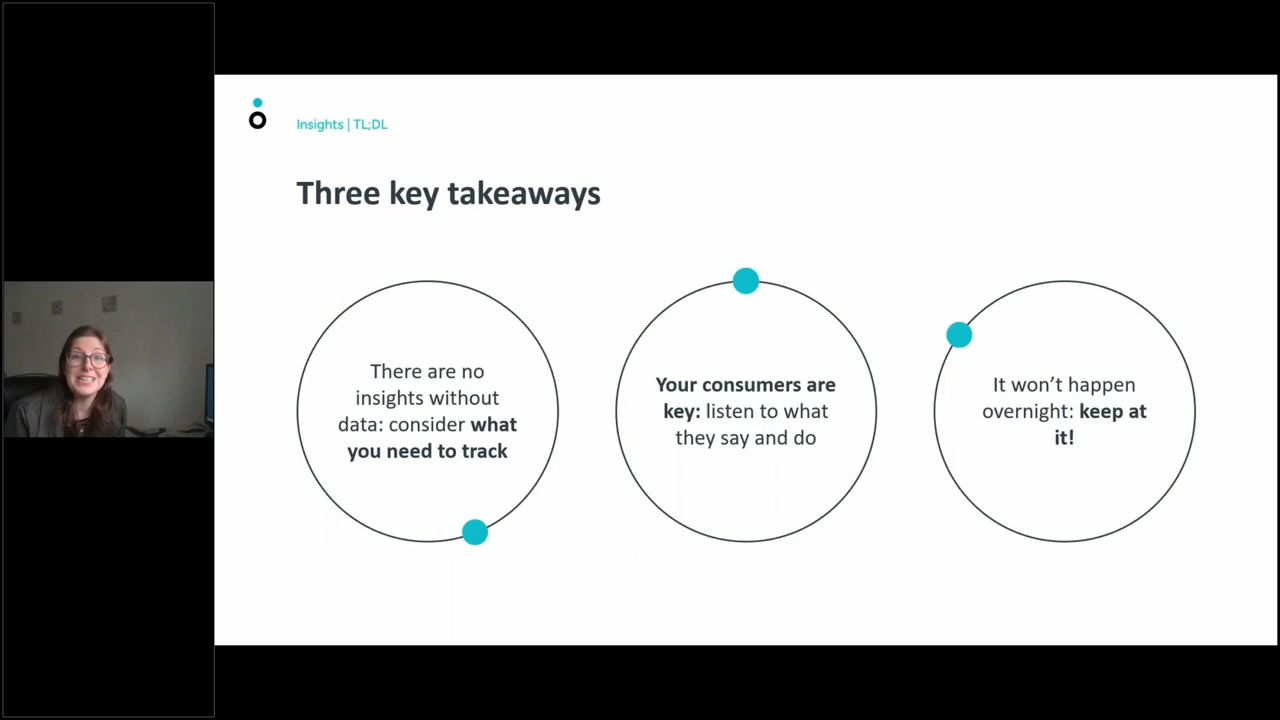 Insights | TL;DL
Three key takeaways
There are no
insights without
data: consider what
you need to track
Your consumers are
key: listen to what
they say and do
It won’t happen
overnight: keep at
it!